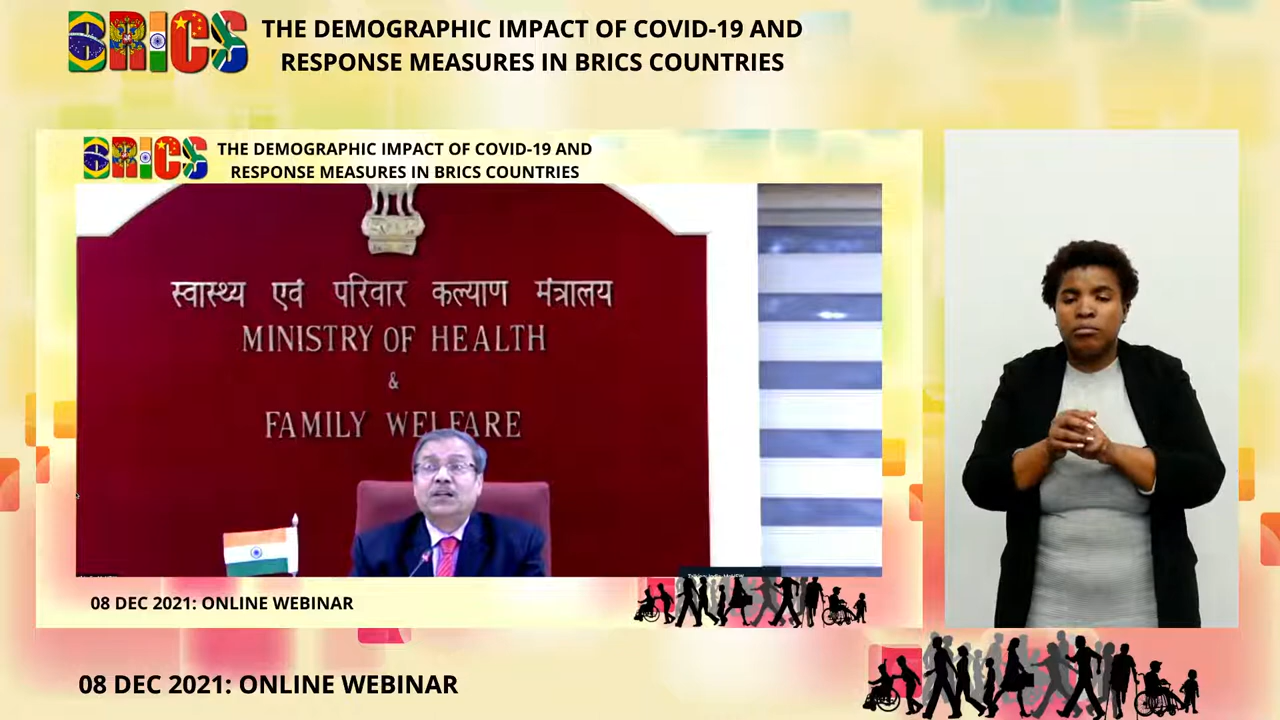 BRICS THE DEMOGRAPHIC IMPACT OF COVID-19 AND
RESPONSE MEASURES IN BRICS COUNTRIES
BRICS THE DEMOGRAPHIC IMPACT OF COVID-19 AND
RESPONSE MEASURES IN BRICS COUNTRIES
स्वास्थ्य एवं परिवार कल्याण मंत्रालय
MINISTRY OF HEALTH
&
FAMILY WELFARE
08 DEC 2021: ONLINE WEBINAR
08 DEC 2021: ONLINE WEBINAR